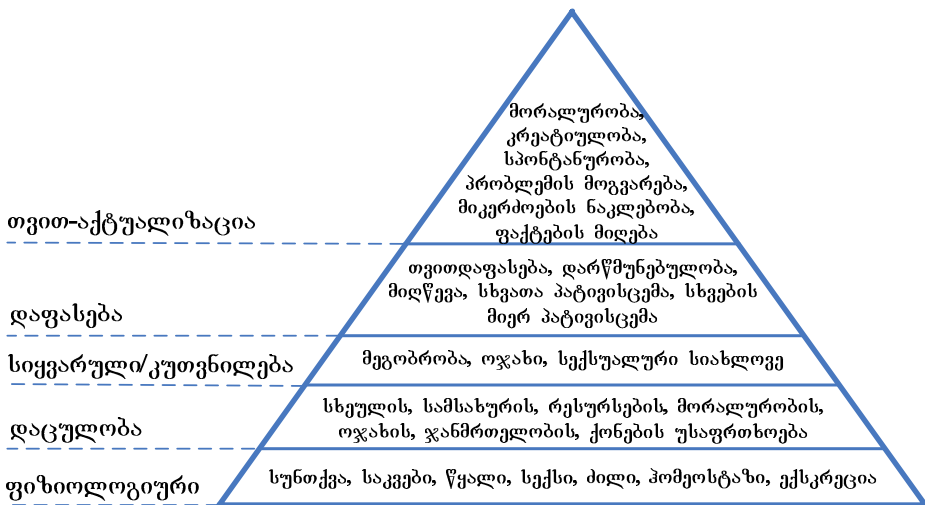 მორალურობა,
კრეატიულობა,
სპონტანურობა,
პრობლემის მოგვარება,
მიკერძოების ნაკლებობა,
ფაქტების მიღება
თვით-აქტუალიზაცია
თვითდაფასება, დარწმუნებულობა,
მიღწევა, სხვათა პატივისცემა, სხვების
მიერ პატივისცემა
დაფასება
მეგობრობა, ოჯახი, სექსუალური სიახლოვე
სიყვარული/კუთვნილება
სხეულის, სამსახურის, რესურსების, მორალურობის,
ოჯახის, ჯანმრთელობის, ქონების უსაფრთხოება
დაცულობა
სუნთქვა, საკვები, წყალი, სექსი, ძილი, ჰომეოსტაზი, ექსკრეცია
ფიზიოლოგიური